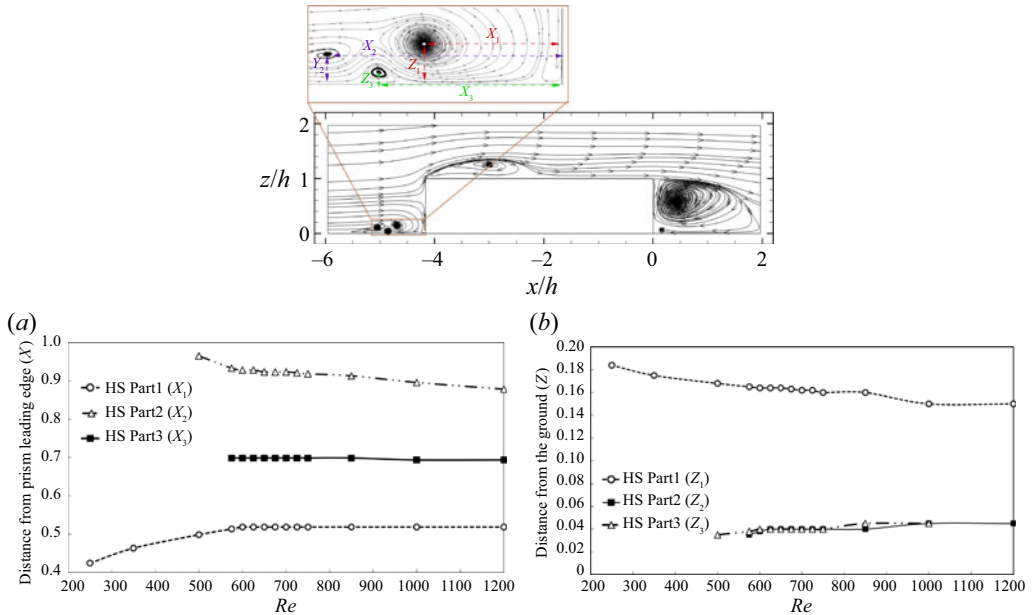 X₁
X₂
Y₂
Z₁
Z₃
X₃
2
z/h
1
0
−6 −4 −2 0 2
x/h
(a)
(b)
Distance from prism leading edge (X)
1.0
0.9
0.8
0.7
0.6
0.5
0.4
HS Part1 (X₁)
HS Part2 (X₂)
HS Part3 (X₃)
200 300 400 500 600 700 800 900 1000 1100 1200
Re
Distance from the ground (Z)
0.20
0.18
0.16
0.14
0.12
0.10
0.08
0.06
0.04
0.02
0
HS Part1 (Z₁)
HS Part2 (Z₂)
HS Part3 (Z₃)
200 300 400 500 600 700 800 900 1000 1100 1200
Re